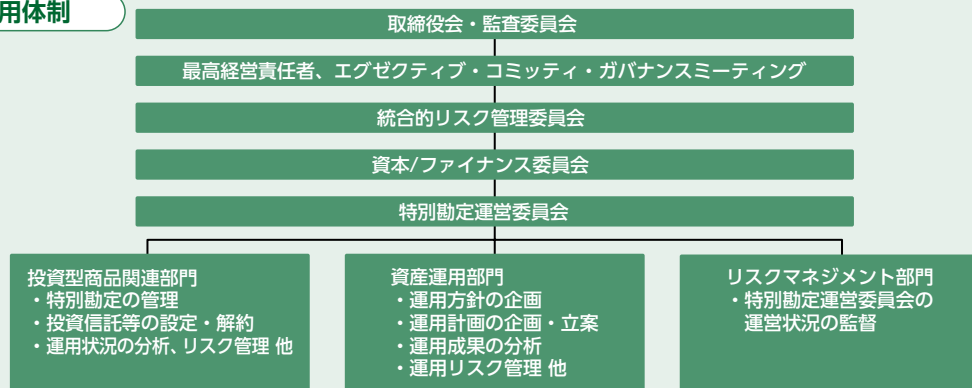 用体制
取締役会・監査委員会
最高経営責任者、エグゼクティブ・コミッティ・ガバナンスミーティング
統合的リスク管理委員会
資本/ファイナンス委員会
特別勘定運営委員会
投資型商品関連部門
・特別勘定の管理
・投資信託等の設定・解約
・運用状況の分析、リスク管理 他
資産運用部門
・運用方針の企画
・運用計画の企画・立案
・運用成果の分析
・運用リスク管理 他
リスクマネジメント部門
・特別勘定運営委員会の
運営状況の監督